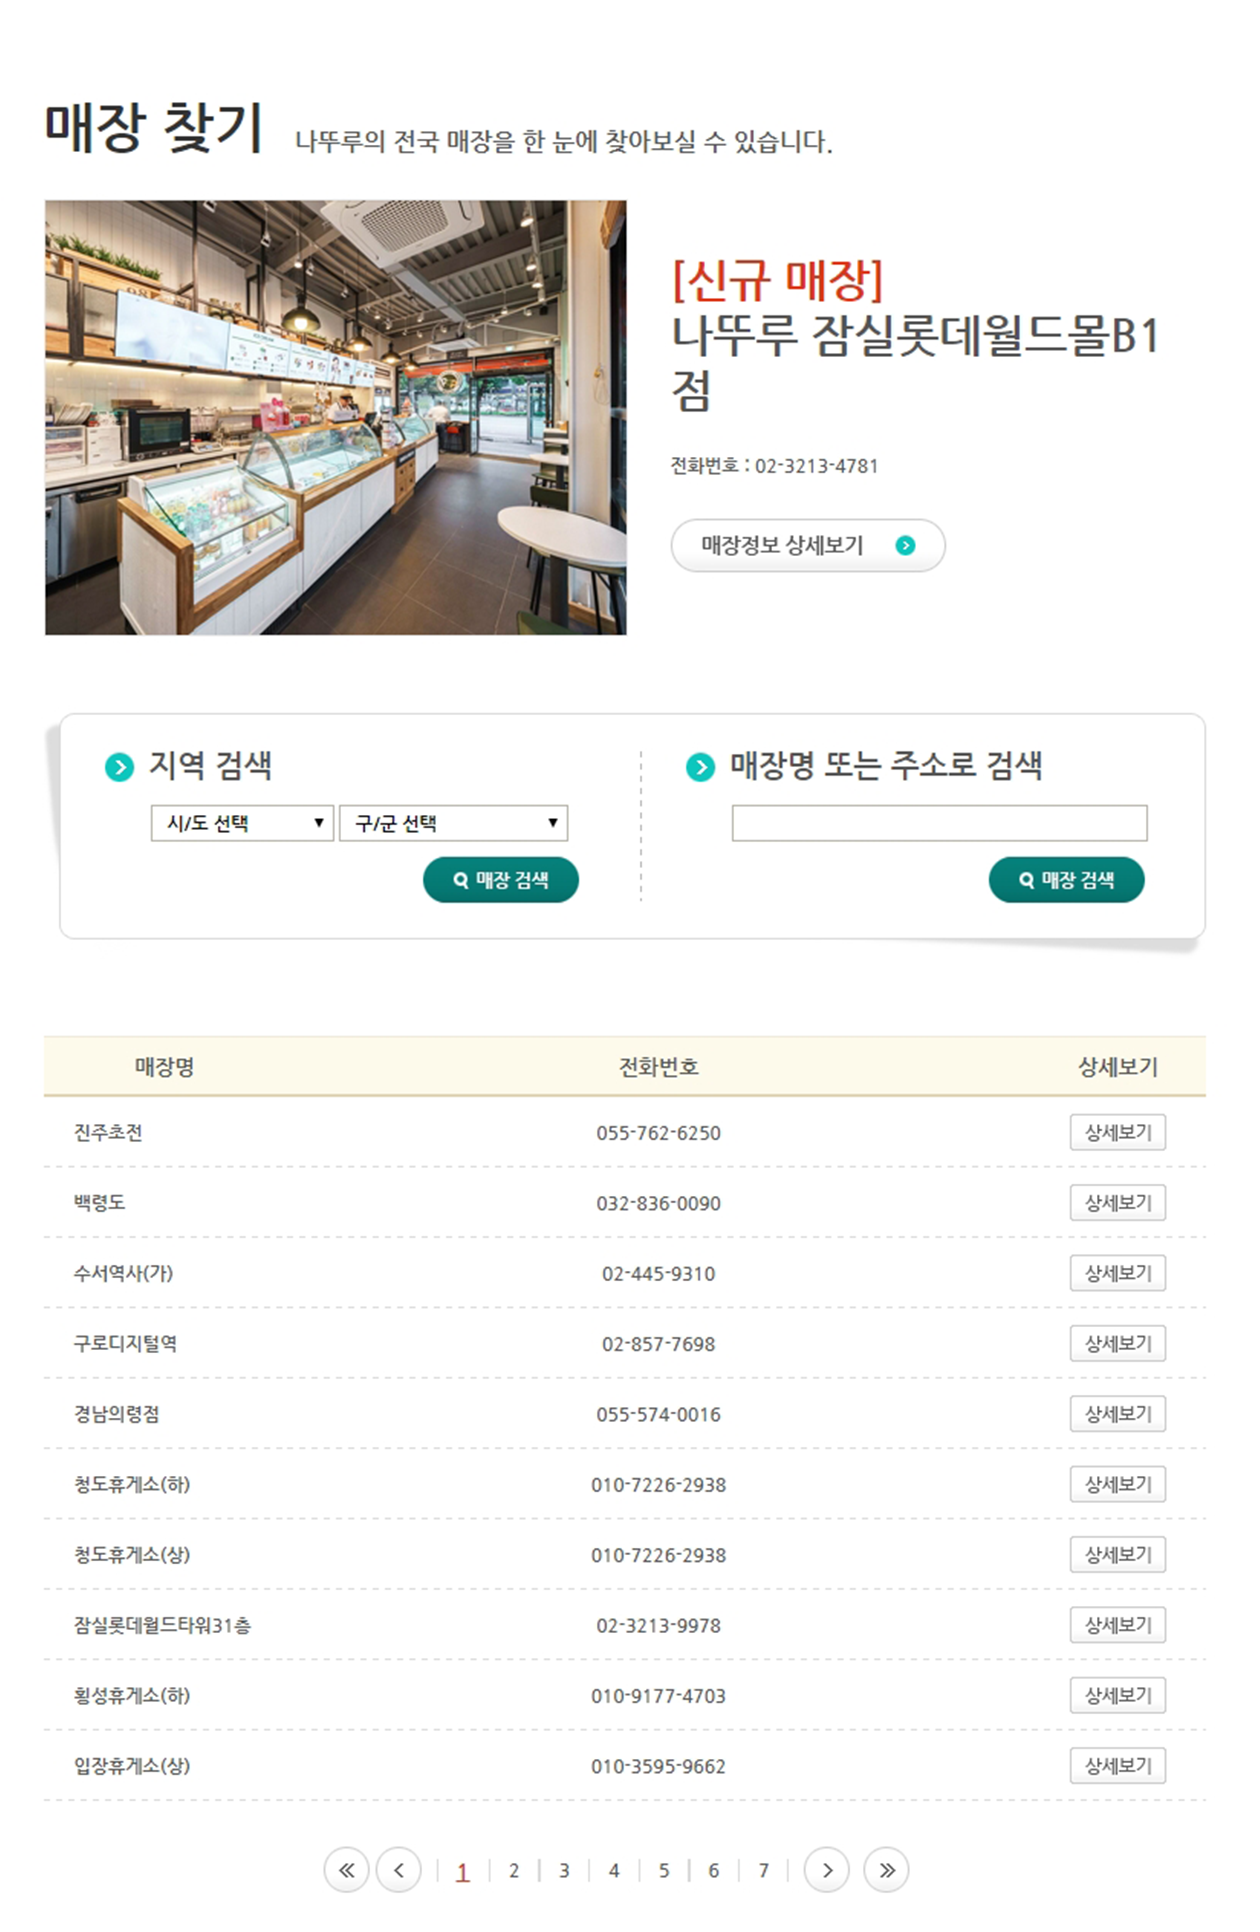 매장 찾기 나뚜루의 전국 매장을 한 눈에 찾아보실 수 있습니다.
[신규 매장]
나뚜루 잠실롯데월드몰B1
점
전화번호 : 02-3213-4781
매장정보 상세보기
지역 검색
시/도 선택 구/군 선택
매장 검색
매장명 또는 주소로 검색
매장 검색
매장명 전화번호 상세보기
진주초전 055-762-6250 상세보기
백령도 032-836-0090 상세보기
수서역사(가) 02-445-9310 상세보기
구로디지털역 02-857-7698 상세보기
경남의령점 055-574-0016 상세보기
청도휴게소(하) 010-7226-2938 상세보기
청도휴게소(상) 010-7226-2938 상세보기
잠실롯데월드타워31층 02-3213-9978 상세보기
횡성휴게소(하) 010-9177-4703 상세보기
입장휴게소(상) 010-3595-9662 상세보기
1 2 3 4 5 6 7